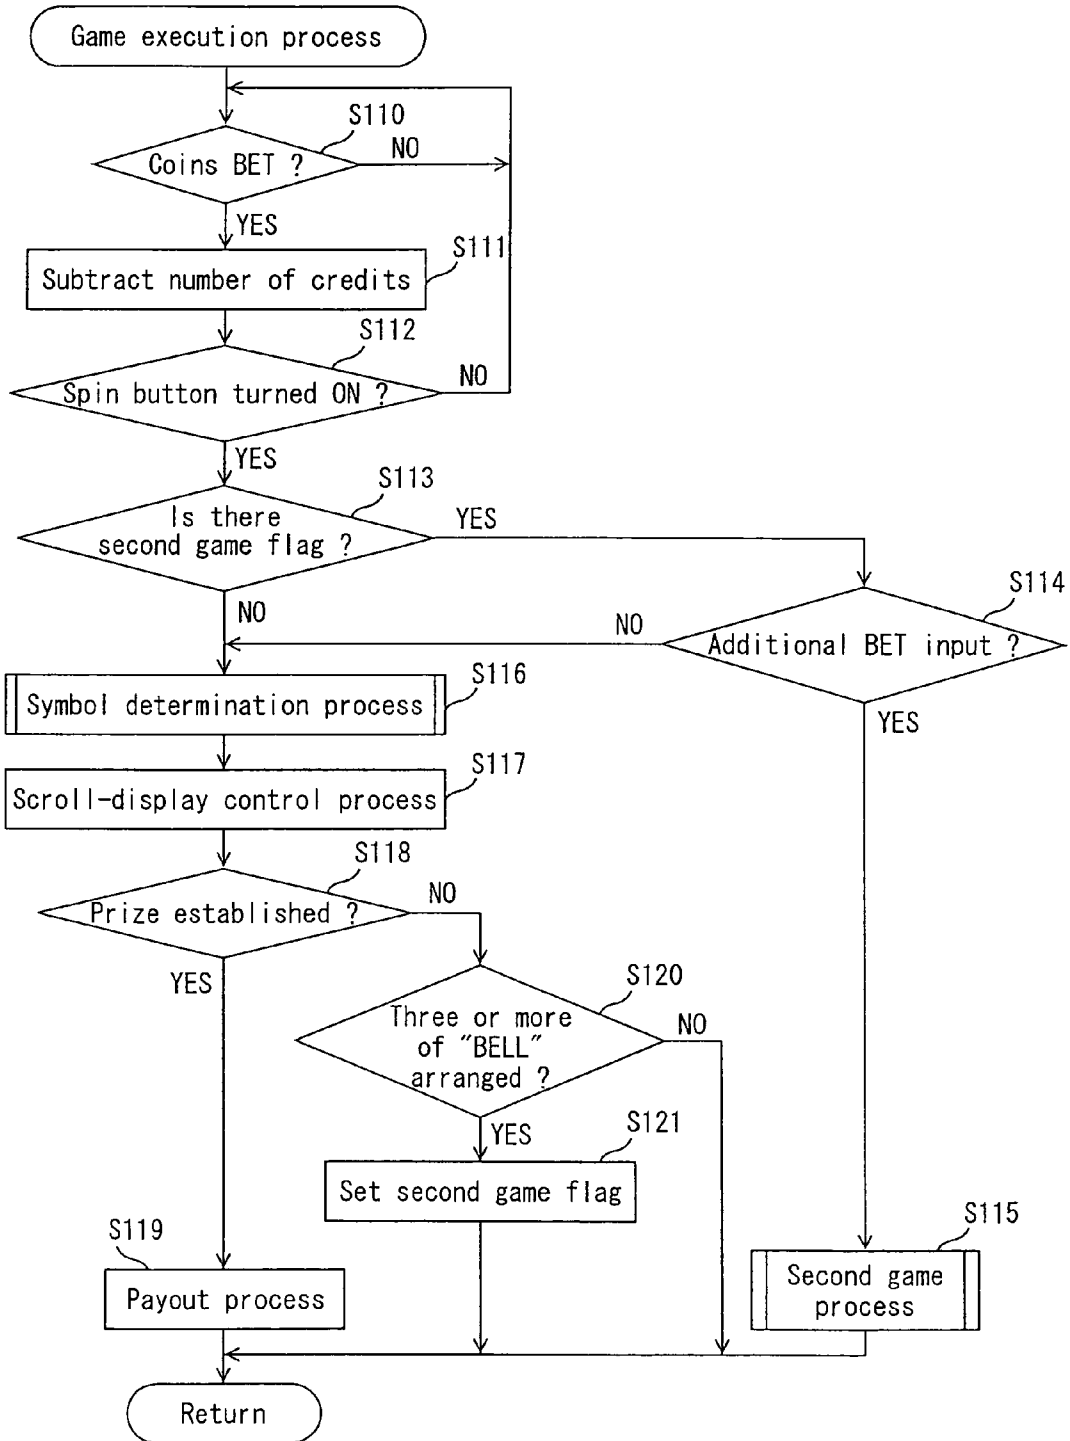 Game execution process
S110
Coins BET ?
NO
YES
S111
Subtract number of credits
S112
Spin button turned ON ?
NO
YES
S113
Is there
second game flag ?
YES
NO
S114
Additional BET input ?
NO
YES
S116
Symbol determination process
S117
Scroll-display control process
S118
Prize established ?
NO
YES
S120
Three or more
of "BELL"
arranged ?
NO
YES
S121
Set second game flag
S119
Payout process
S115
Second game
process
Return